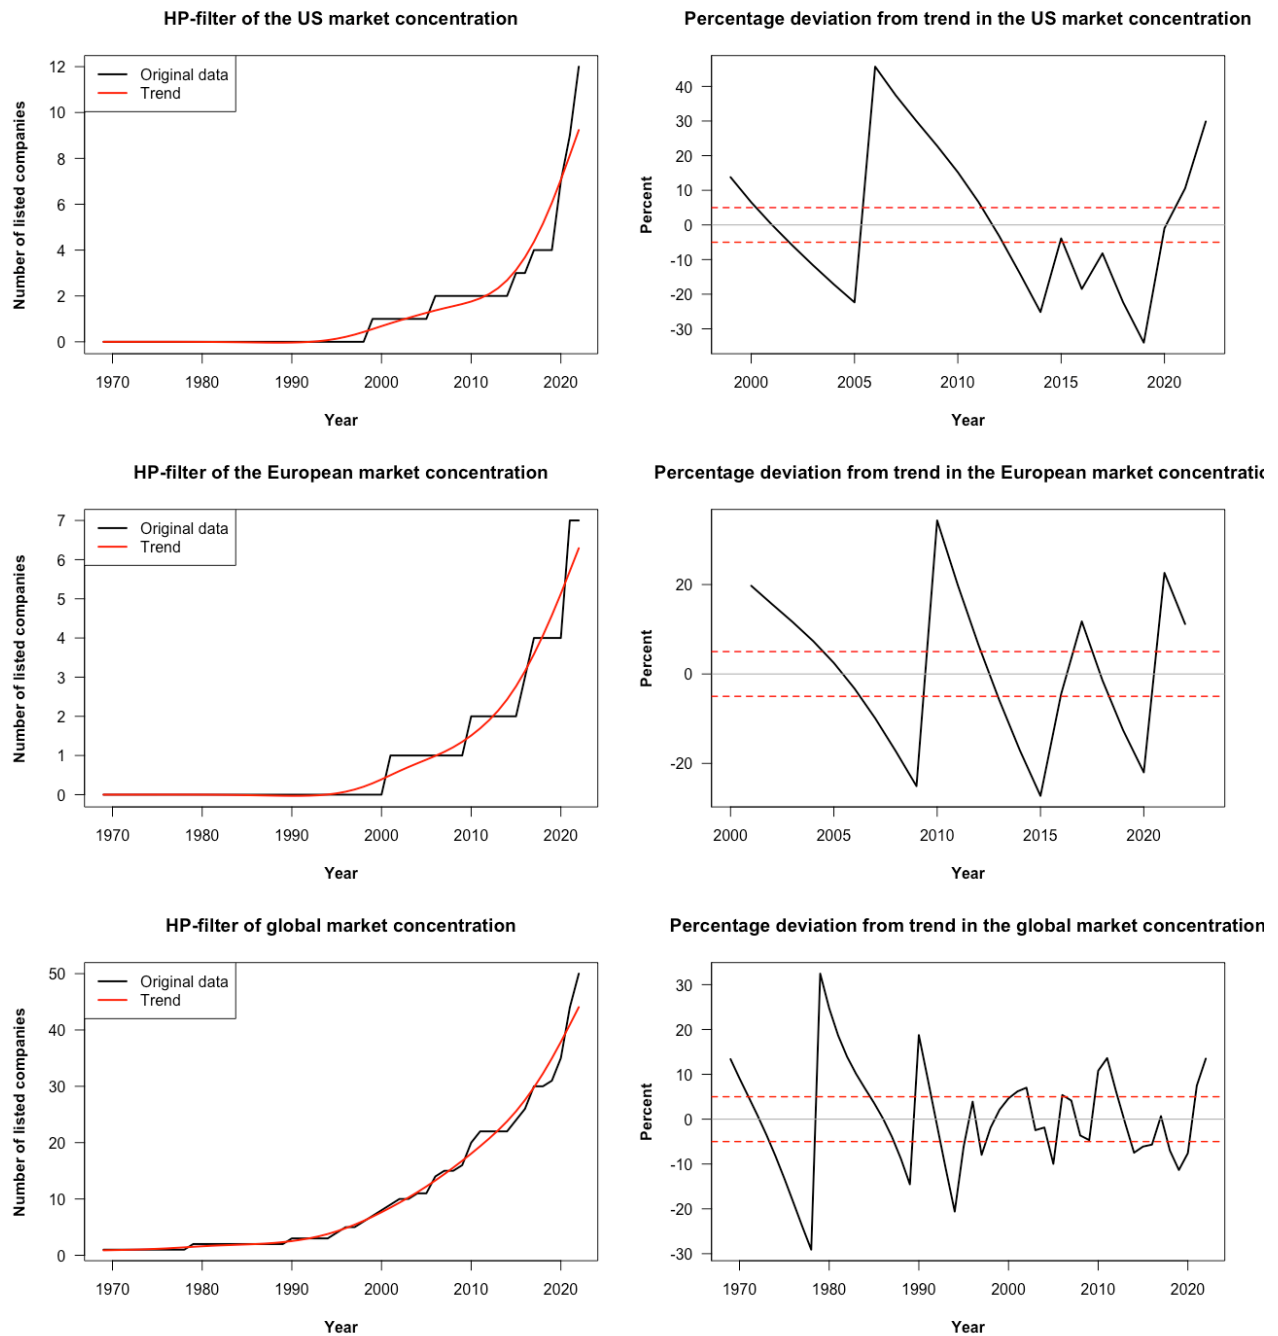 HP-filter of the US market concentration
Original data
Trend
Number of listed companies
12
10
8
6
4
2
0
1970 1980 1990 2000 2010 2020
Year
Percentage deviation from trend in the US market concentration
Percent
40
30
20
10
0
-10
-20
-30
2000 2005 2010 2015 2020
Year
HP-filter of the European market concentration
Original data
Trend
Number of listed companies
7
6
5
4
3
2
1
0
1970 1980 1990 2000 2010 2020
Year
Percentage deviation from trend in the European market concentratio
Percent
20
0
-20
2000 2005 2010 2015 2020
Year
HP-filter of global market concentration
Original data
Trend
Number of listed companies
50
40
30
20
10
0
1970 1980 1990 2000 2010 2020
Year
Percentage deviation from trend in the global market concentration
Percent
30
20
10
0
-10
-20
-30
1970 1980 1990 2000 2010 2020
Year